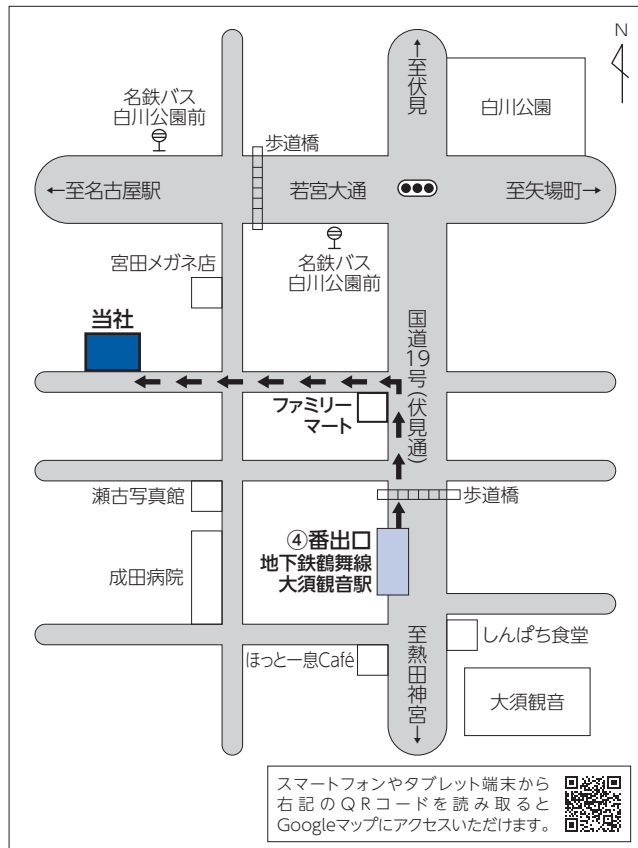 N
↑至伏見
白川公園
名鉄バス
白川公園前
歩道橋
←至名古屋駅
若宮大通
至矢場町→
宮田メガネ店
名鉄バス
白川公園前
当社
国道19号(伏見通)
ファミリー
マート
瀬古写真館
歩道橋
④番出口
地下鉄鶴舞線
大須観音駅
成田病院
至熱田神宮→
しんぱち食堂
ほっと一息Café
大須観音
スマートフォンやタブレット端末から
右記のQRコードを読み取ると
Googleマップにアクセスいただけます。